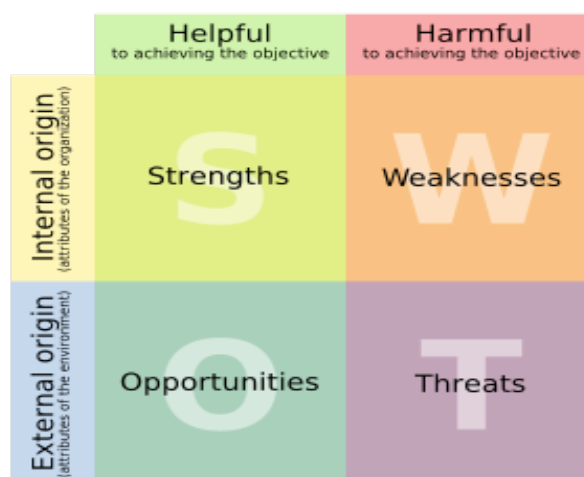 Helpful
to achieving the objective
Harmful
to achieving the objective
Internal origin
(attributes of the organization)
S
Strengths
W
Weaknesses
External origin
(attributes of the environment)
O
Opportunities
T
Threats